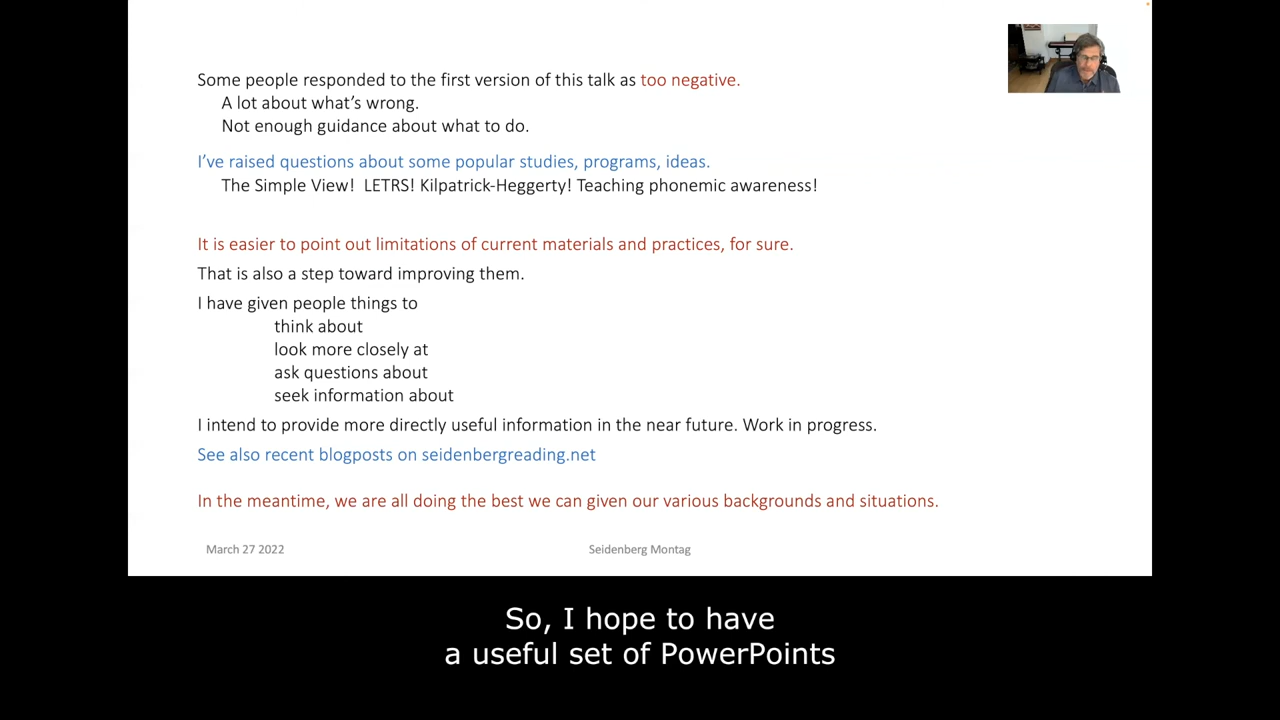 Some people responded to the first version of this talk as too negative.
A lot about what's wrong.
Not enough guidance about what to do.
I've raised questions about some popular studies, programs, ideas.
The Simple View!  LETRS! Kilpatrick-Heggerty! Teaching phonemic awareness!
It is easier to point out limitations of current materials and practices, for sure.
That is also a step toward improving them.
I have given people things to
think about
look more closely at
ask questions about
seek information about
I intend to provide more directly useful information in the near future. Work in progress.
See also recent blogposts on seidenbergreading.net
In the meantime, we are all doing the best we can given our various backgrounds and situations.
March 27 2022
Seidenberg Montag
So, I hope to have
a useful set of PowerPoints